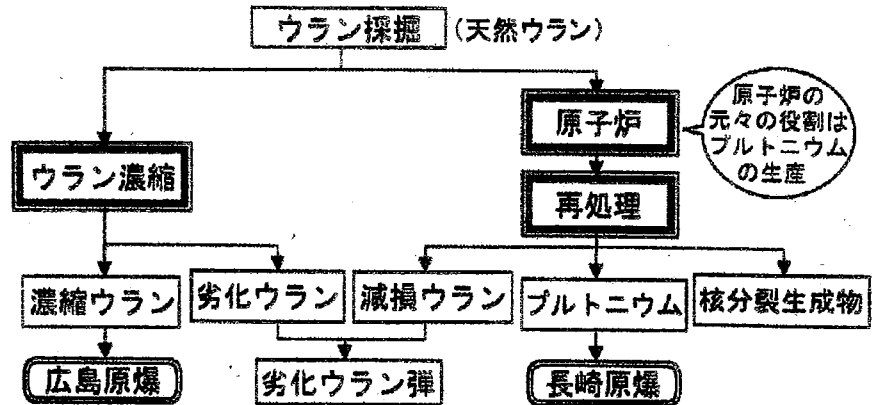 ウラン採掘 (天然ウラン)
原子炉
原子炉の
元々の役割は
プルトニウム
の生産
ウラン濃縮
再処理
濃縮ウラン
劣化ウラン
減損ウラン
プルトニウム
核分裂生成物
広島原爆
劣化ウラン弾
長崎原爆